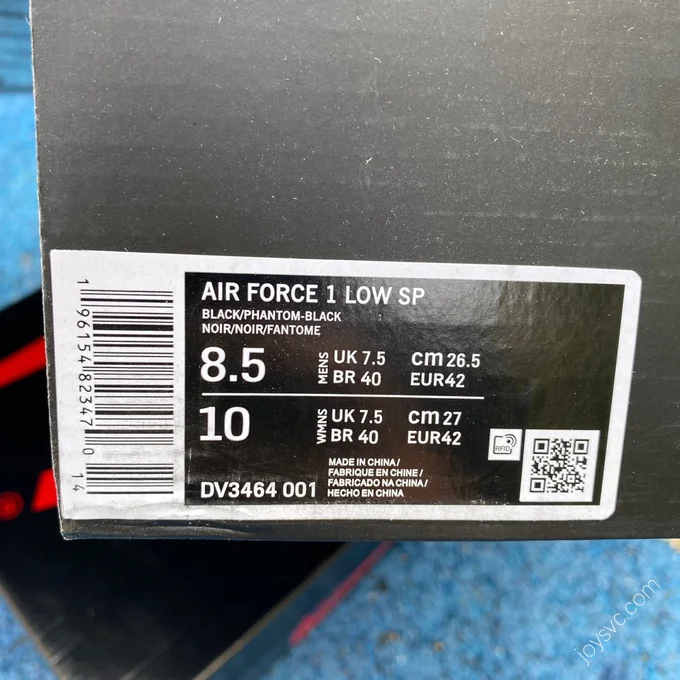 AIR FORCE 1 LOW SP
BLACK/PHANTOM-BLACK
NOIR/NOIR/FANTOME
8.5 MENS UK 7.5 cm 26.5
BR 40 EUR42
10 WMNS UK 7.5 cm 27
BR 40 EUR42
MADE IN CHINA/
FABRIQUE EN CHINE/
FABRICADO NA CHINA/
HECHO EN CHINA
DV3464 001
RFID
1 96154 82347 0 14
joysvc.com